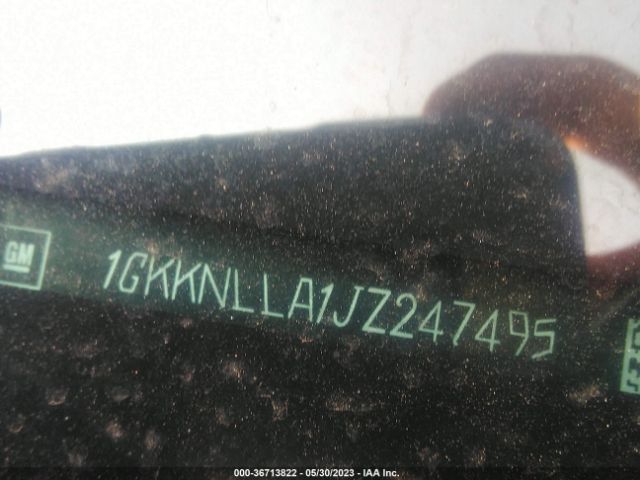 GM
1GKKNLLA1JZ247495
000-36713822 - 05/30/2023 - IAA Inc.